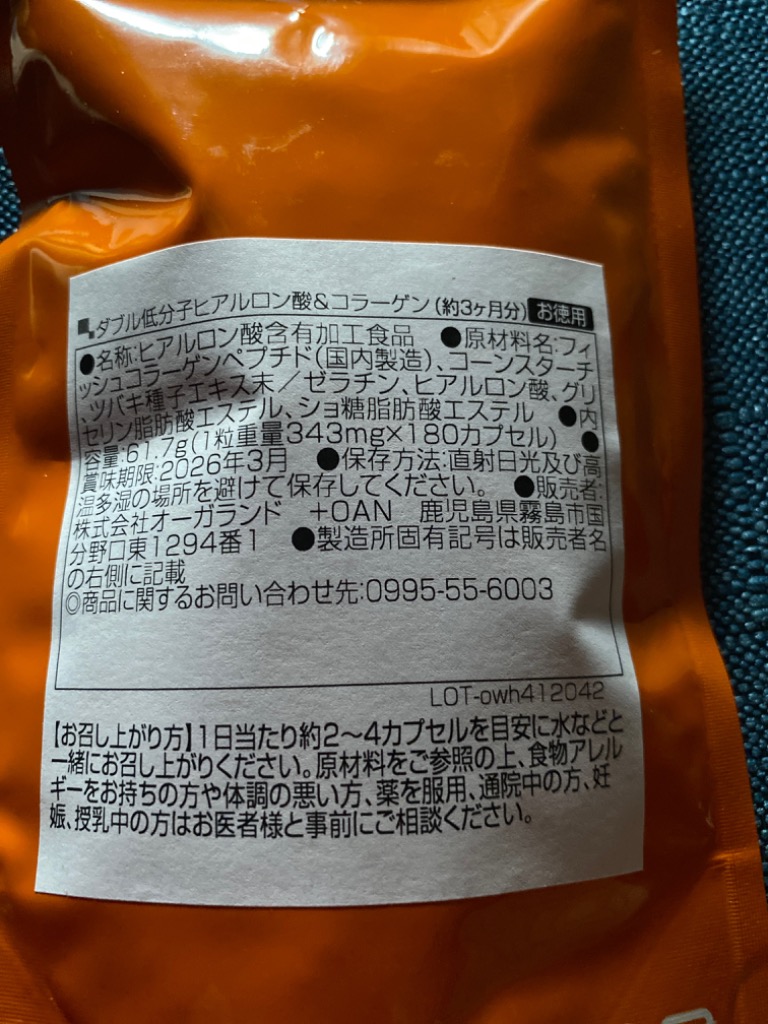 ダブル低分子ヒアルロン酸&コラーゲン(約3ヶ月分) お徳用
●名称:ヒアルロン酸含有加工食品 ●原材料名:フィ
ッシュコラーゲンペプチド(国内製造)、コーンスターチ
ツバキ種子エキス末/ゼラチン、ヒアルロン酸、グリ
セリン脂肪酸エステル、ショ糖脂肪酸エステル ●内
容量:61.7g(1粒重量343mg×180カプセル) ●
賞味期限:2026年3月 ●保存方法:直射日光及び高
温多湿の場所を避けて保存してください。 ●販売者:
株式会社オーガランド +OAN 鹿児島県霧島市国
分野口東1294番1 ●製造所固有記号は販売者名
の右側に記載
◎商品に関するお問い合わせ先:0995-55-6003
LOT-owh412042
【お召し上がり方】1日当たり約2～4カプセルを目安に水などと
一緒にお召し上がりください。原材料をご参照の上、食物アレル
ギーをお持ちの方や体調の悪い方、薬を服用、通院中の方、妊
娠、授乳中の方はお医者様と事前にご相談ください。